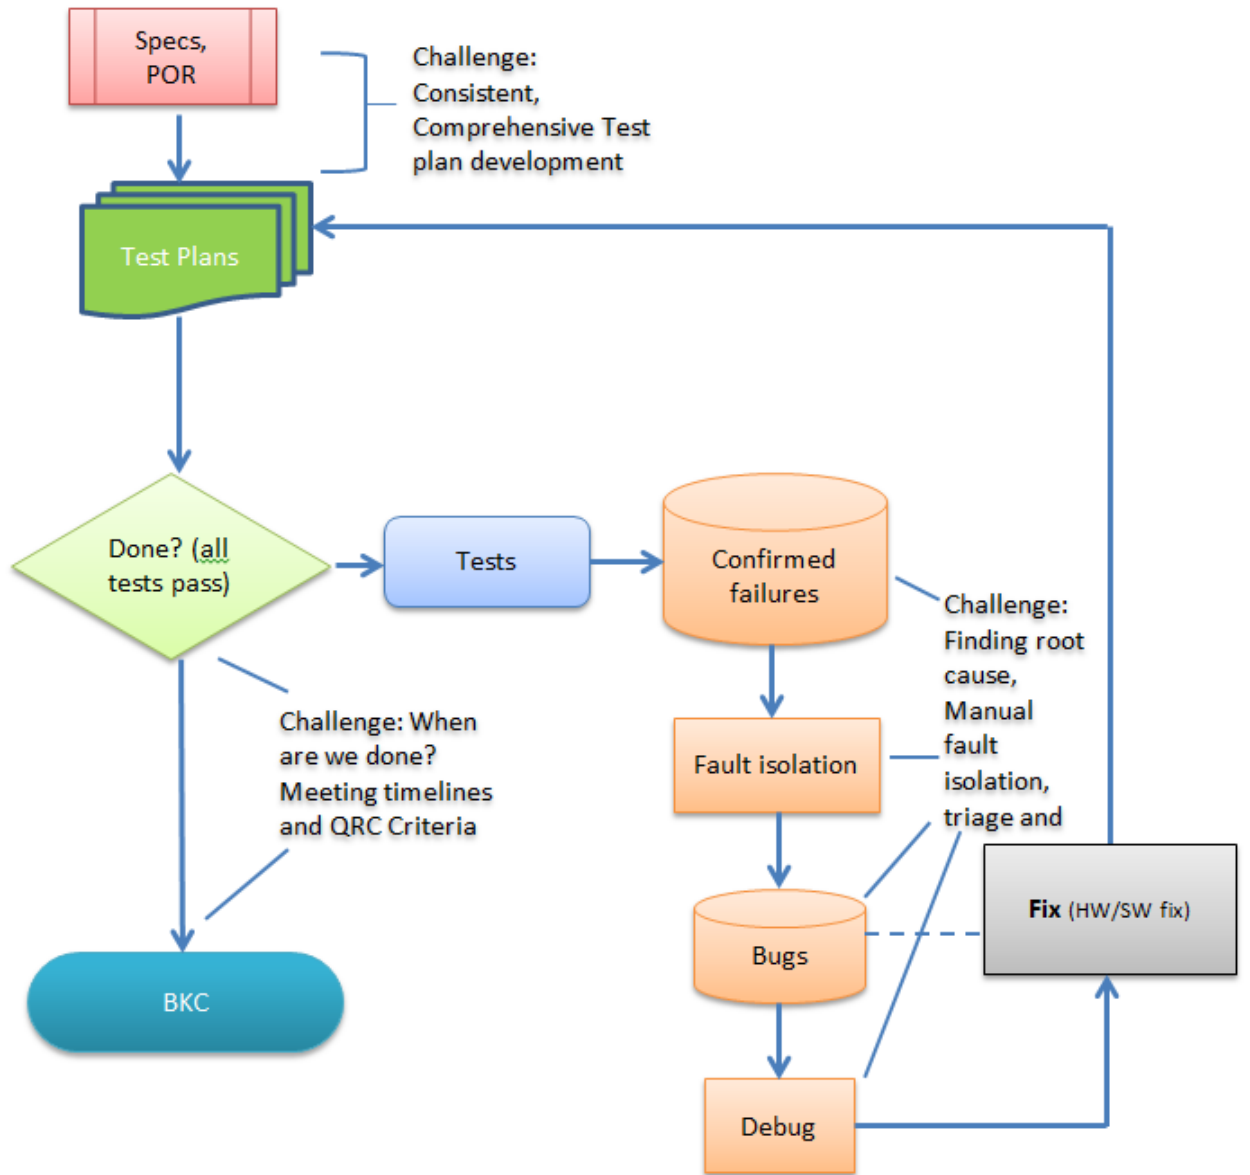 Specs,
POR
Challenge:
Consistent,
Comprehensive Test
plan development
Test Plans
Done? (all
tests pass)
Tests
Confirmed
failures
Challenge:
Finding root
cause,
Manual
fault
isolation,
triage and
Challenge: When
are we done?
Meeting timelines
and QRC Criteria
Fault isolation
Fix (HW/SW fix)
Bugs
BKC
Debug